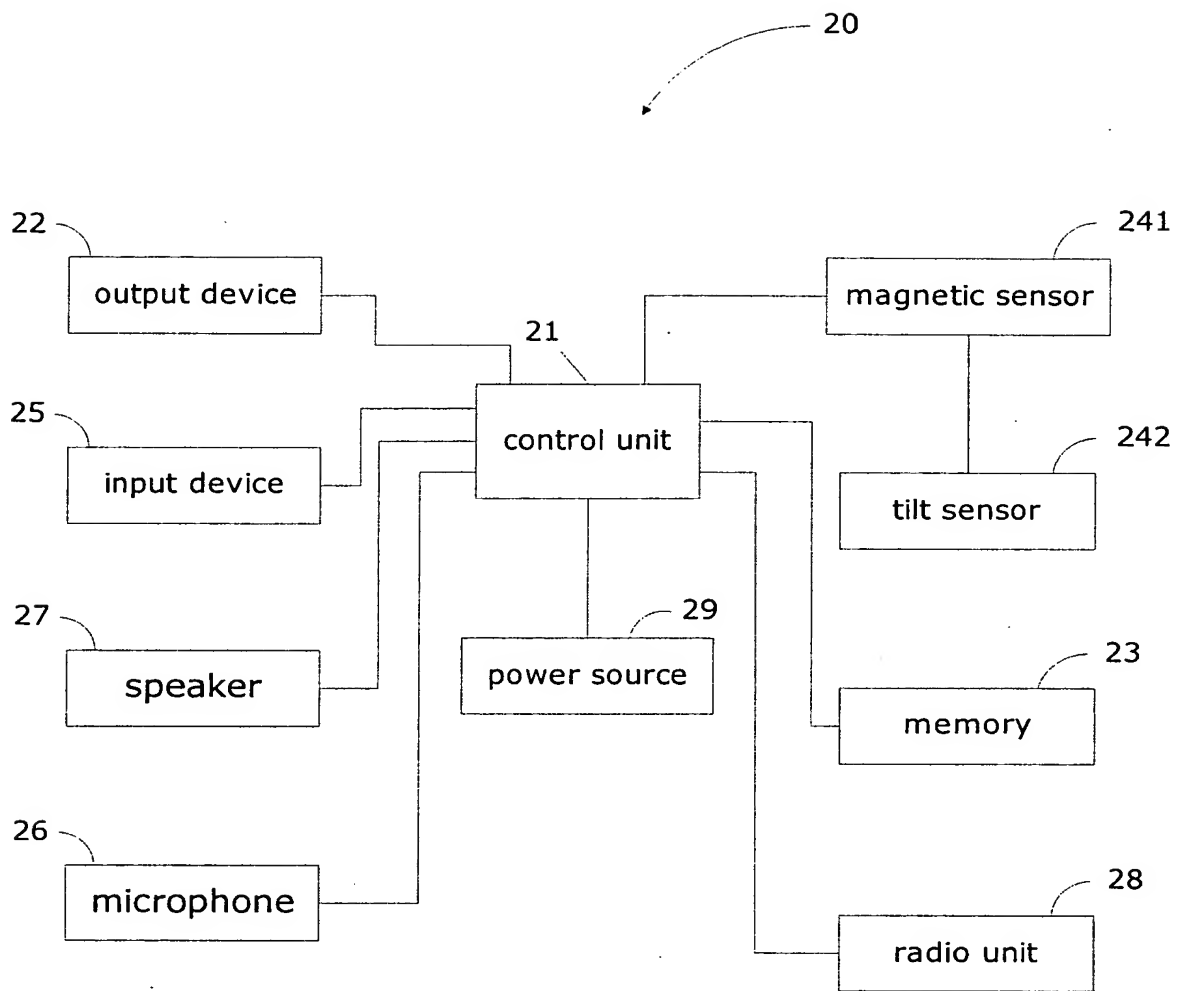 20
22
output device
241
magnetic sensor
21
control unit
25
input device
242
tilt sensor
27
speaker
29
power source
23
memory
26
microphone
28
radio unit